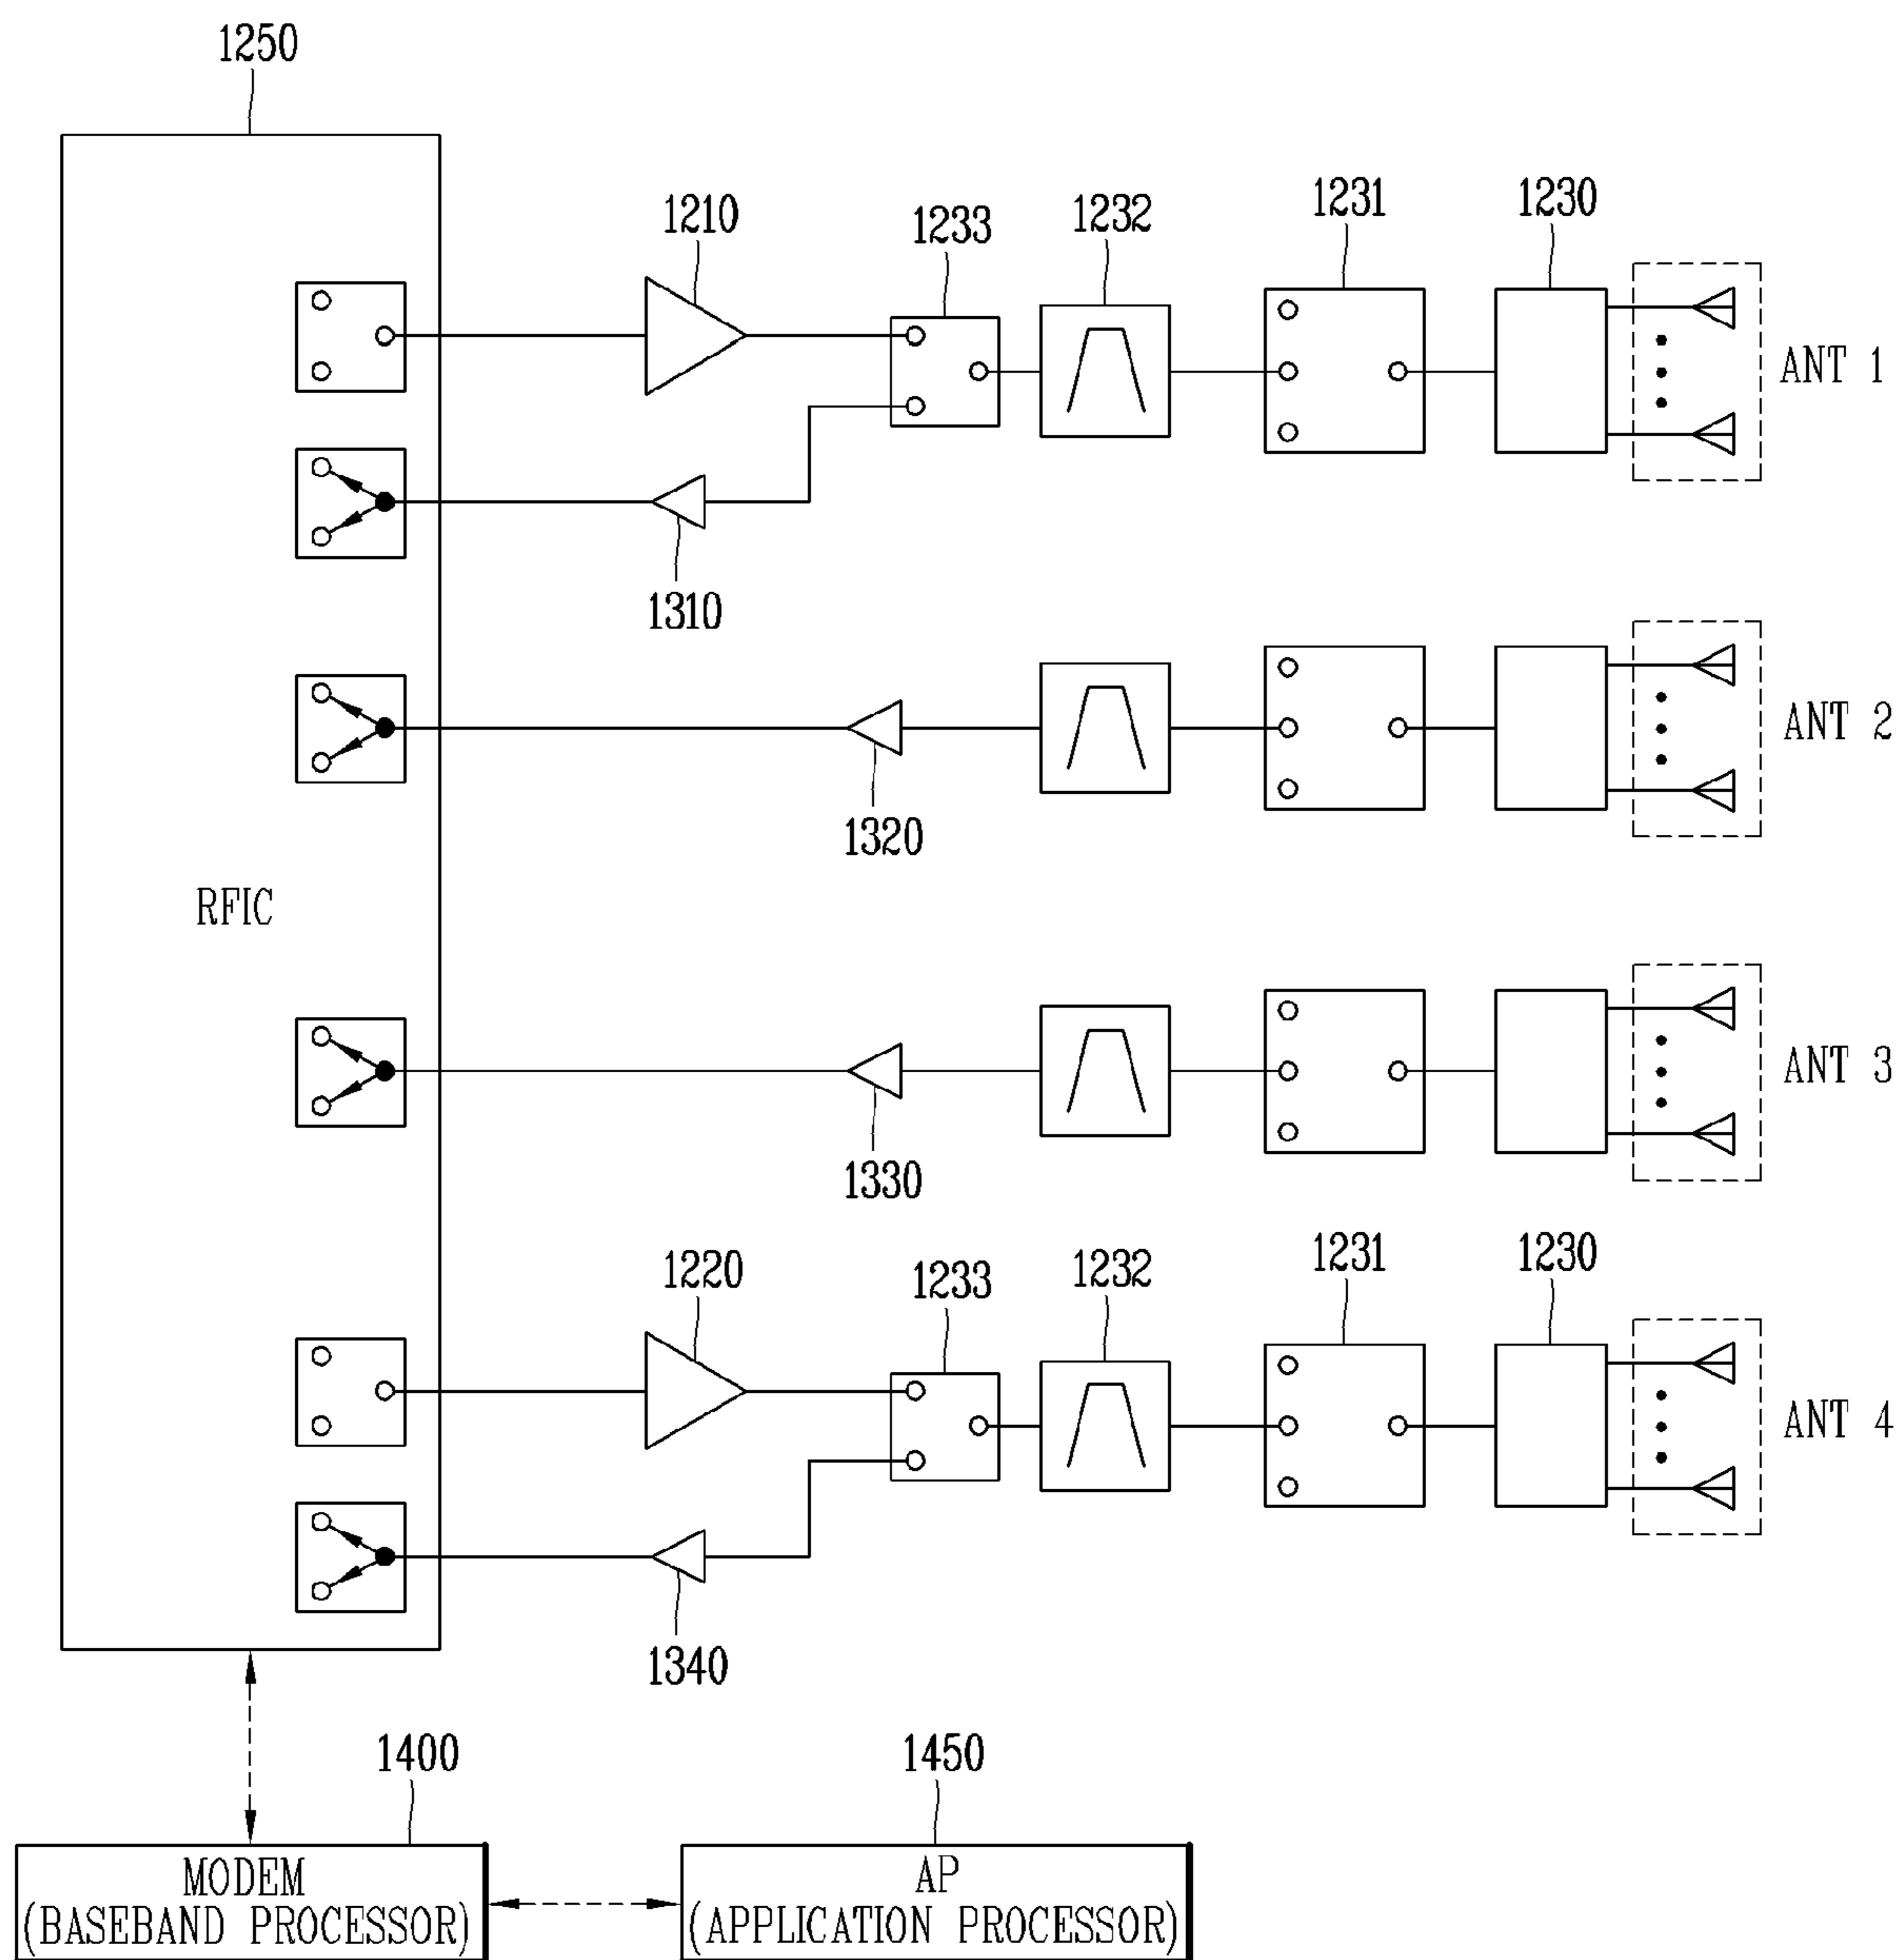 1250
1210
1233
1232
1231
1230
ANT 1
1310
ANT 2
1320
RFIC
ANT 3
1330
1220
1233
1232
1231
1230
ANT 4
1340
1400
1450
MODEM
(BASEBAND PROCESSOR)
AP
(APPLICATION PROCESSOR)